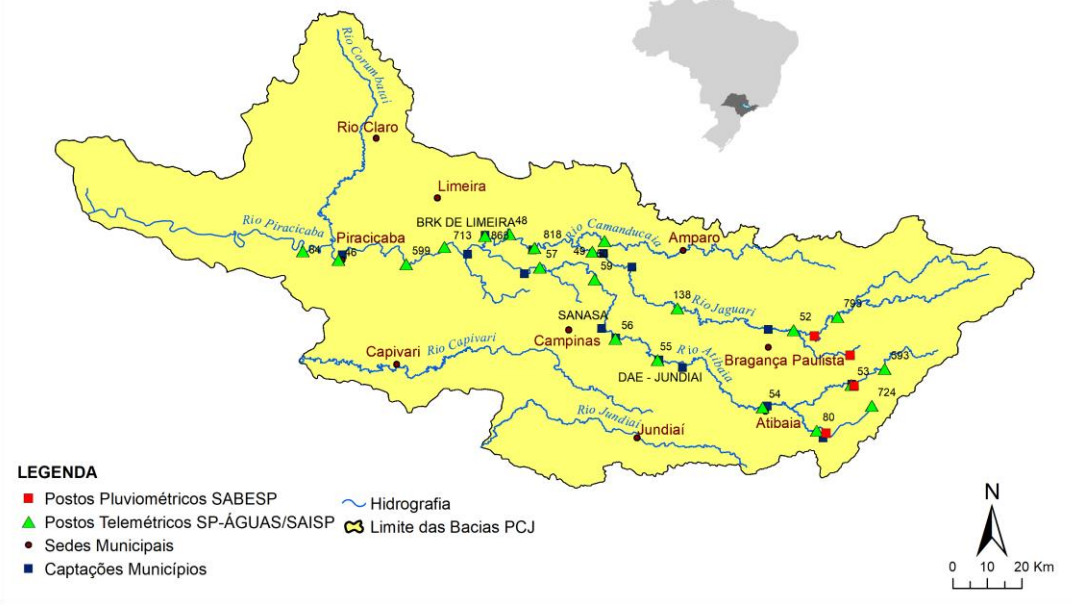 Rio Corumbataí
Rio Claro
Limeira
Rio Piracicaba
Piracicaba
BRK DE LIMEIRA
48
713
865
599
84
46
818
57
Rio Camanducaia
49
59
Amparo
138
Rio Jaguari
52
799
SANASA
Campinas
56
55
DAE - JUNDIAI
Rio Atibaia
Bragança Paulista
593
53
724
54
Atibaia
80
Capivari
Rio Capivari
Rio Jundiaí
Jundiaí
LEGENDA
Postos Pluviométricos SABESP
Postos Telemétricos SP-ÁGUAS/SAISP
Sedes Municipais
Captações Municípios
Hidrografia
Limite das Bacias PCJ
N
0 10 20 Km